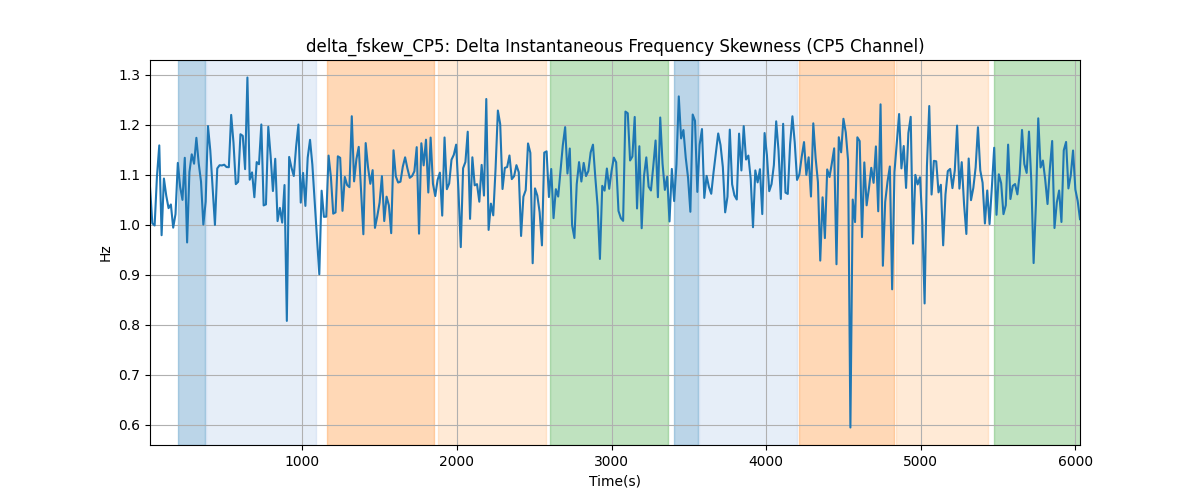 delta_fskew_CP5: Delta Instantaneous Frequency Skewness (CP5 Channel)
1.3
1.2
1.1
1.0
0.9
0.8
0.7
0.6
Hz
1000 2000 3000 4000 5000 6000
Time(s)